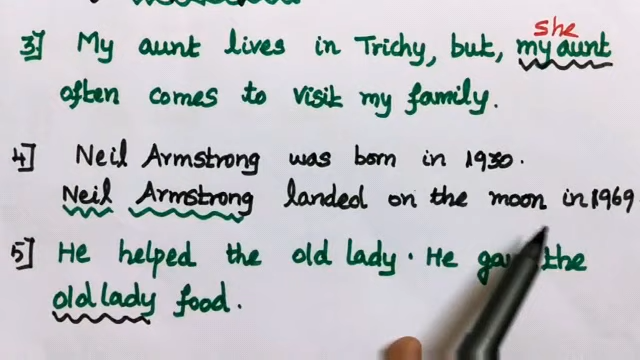 she
3] My aunt lives in Trichy, but, my aunt
often comes to visit my family.
4] Neil Armstrong was born in 1930.
Neil Armstrong landed on the moon in 1969
5] He helped the old lady. He the
old lady food.